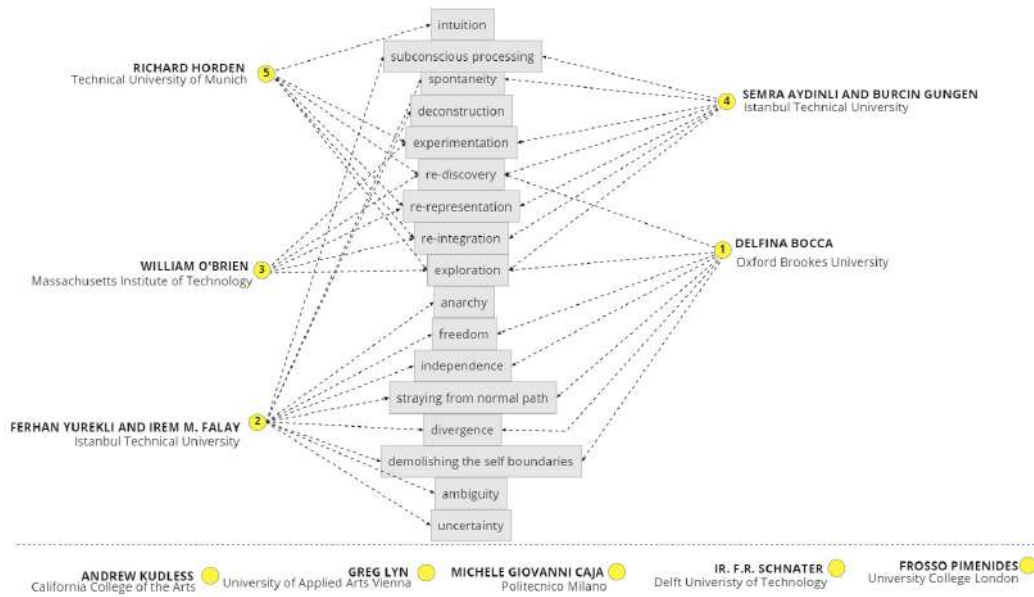 intuition
subconscious processing
spontaneity
deconstruction
experimentation
re-discovery
re-representation
re-integration
exploration
anarchy
freedom
independence
straying from normal path
divergence
demolishing the self boundaries
ambiguity
uncertainty
RICHARD HORDEN
Technical University of Munich
5
WILLIAM O'BRIEN
Massachusetts Institute of Technology
3
FERHAN YUREKLI AND IREM M. FALAY
Istanbul Technical University
2
4
SEMRA AYDINLI AND BURCIN GUNGEN
Istanbul Technical University
1
DELFINA BOCCA
Oxford Brookes University
ANDREW KUDLESS
California College of the Arts
GREG LYN
University of Applied Arts Vienna
MICHELE GIOVANNI CAJA
Politecnico Milano
IR. F.R. SCHNATER
Delft Univeristy of Technology
FROSSO PIMENIDES
University College London